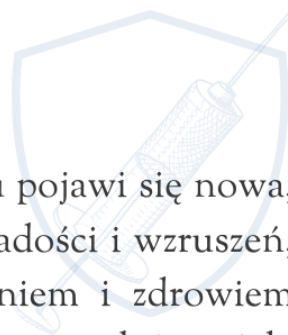 pojawi się nowa,
adości i wzruszeń,
niem i zdrowiem